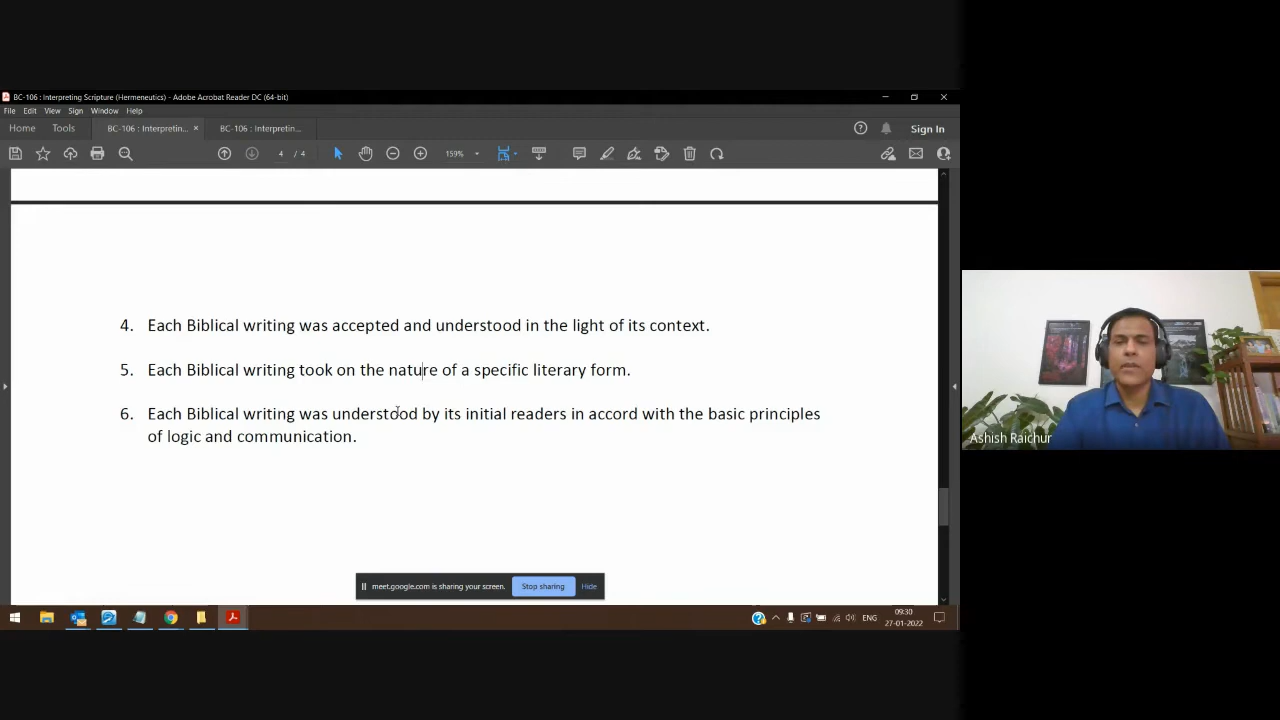 BC-106 : Interpreting Scripture (Hermeneutics) - Adobe Acrobat Reader DC (64-bit)
File Edit View Sign Window Help
Home Tools BC-106 : Interpretin... × BC-106 : Interpretin... Sign In
4 / 4 159%
4. Each Biblical writing was accepted and understood in the light of its context.
5. Each Biblical writing took on the nature of a specific literary form.
6. Each Biblical writing was understood by its initial readers in accord with the basic principles
of logic and communication.
Ashish Raichur
meet.google.com is sharing your screen. Stop sharing Hide
ENG 09:30
27-01-2022